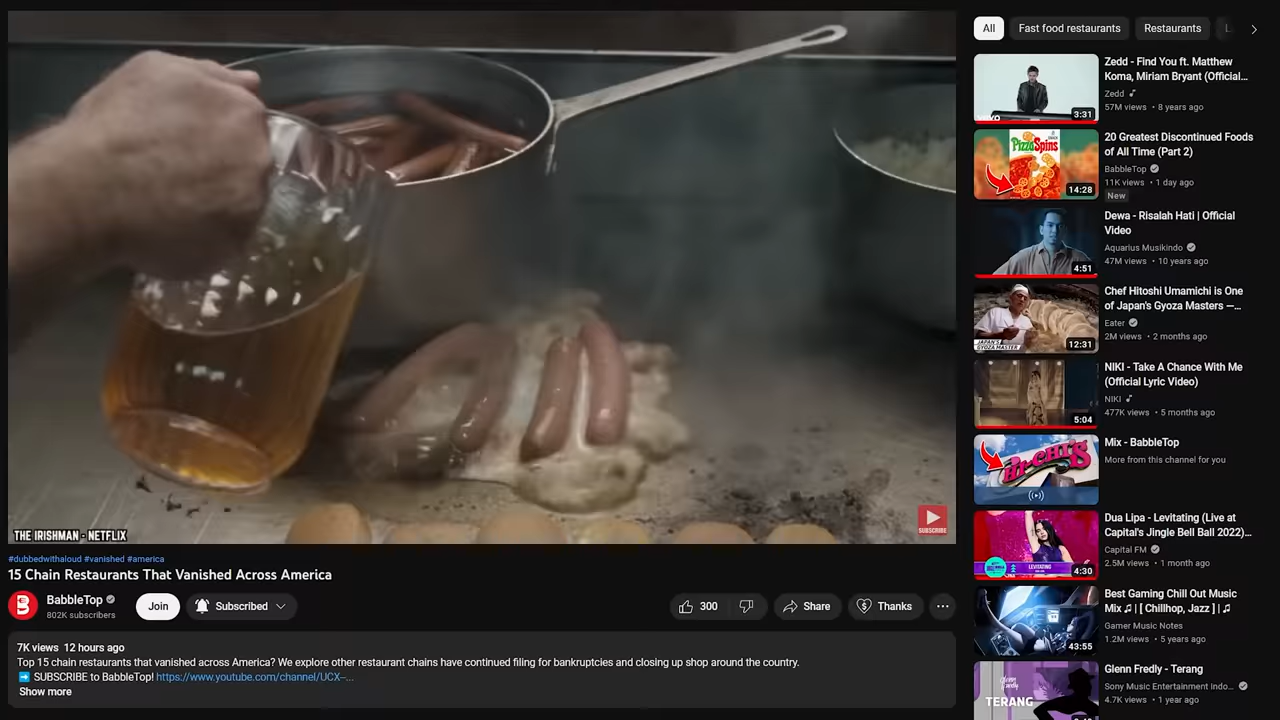 THE IRISHMAN - NETFLIX
SUBSCRIBE
#dubbedwithaloud #vanished #america
15 Chain Restaurants That Vanished Across America
BabbleTop
802K subscribers
Join
Subscribed
300
Share
Thanks
7K views 12 hours ago
Top 15 chain restaurants that vanished across America? We explore other restaurant chains have continued filing for bankruptcies and closing up shop around the country.
SUBSCRIBE to BabbleTop! https://www.youtube.com/channel/UCX--...
Show more
All
Fast food restaurants
Restaurants
L
vevo
3:31
Zedd - Find You ft. Matthew
Koma, Miriam Bryant (Official...
Zedd
57M views • 8 years ago
Pizza Spins
14:28
20 Greatest Discontinued Foods
of All Time (Part 2)
BabbleTop
11K views • 1 day ago
New
4:51
Dewa - Risalah Hati | Official
Video
Aquarius Musikindo
47M views • 10 years ago
JAPAN'S
GYOZA MASTER
12:31
Chef Hitoshi Umamichi is One
of Japan's Gyoza Masters —...
Eater
2M views • 2 months ago
5:04
NIKI - Take A Chance With Me
(Official Lyric Video)
NIKI
477K views • 5 months ago
HI-CHI'S
Mix - BabbleTop
More from this channel for you
LEVITATING
4:30
Dua Lipa - Levitating (Live at
Capital's Jingle Bell Ball 2022)...
Capital FM
2.5M views • 1 month ago
43:55
Best Gaming Chill Out Music
Mix ♫ | [ Chillhop, Jazz ] | ♫
Gamer Music Notes
1.2M views • 5 years ago
Glenn Fredly
TERANG
Glenn Fredly - Terang
Sony Music Entertainment Indo...
4.7K views • 1 year ago